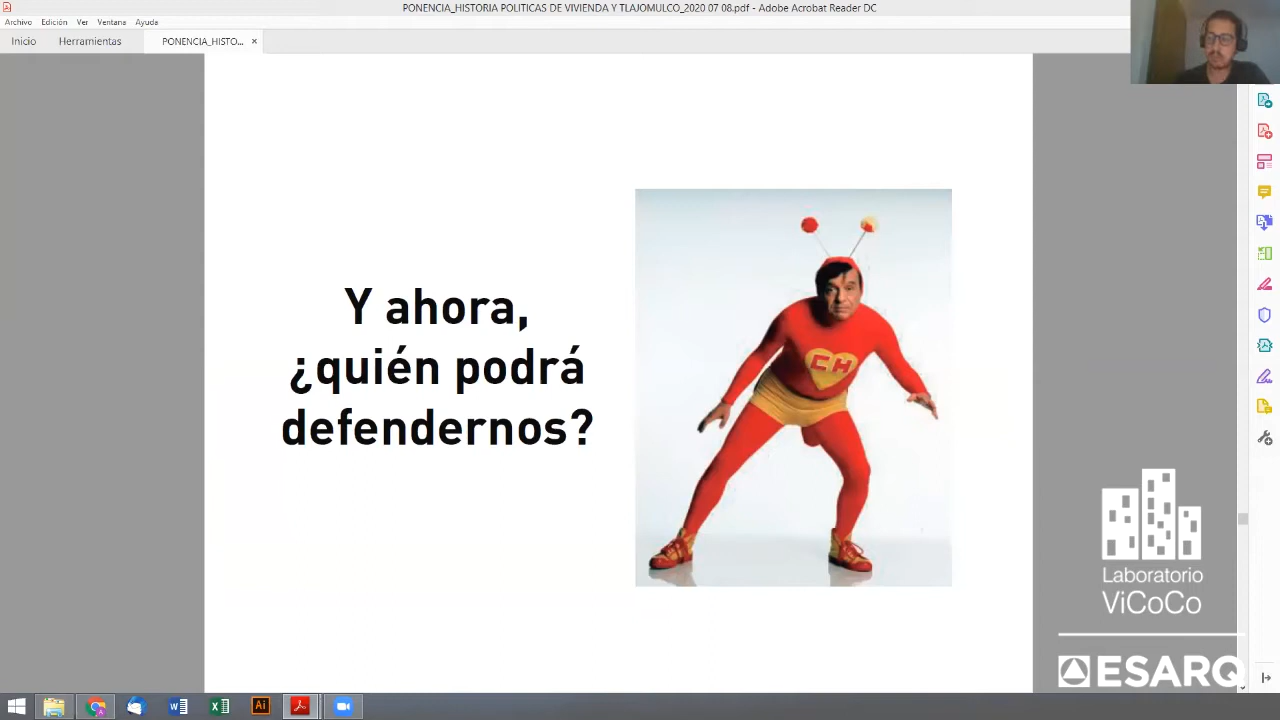 PONENCIA_HISTORIA POLITICAS DE VIVIENDA Y TLAJOMULCO_2020 07 08.pdf - Adobe Acrobat Reader DC
Archivo Edición Ver Ventana Ayuda
Inicio Herramientas PONENCIA_HISTO... ×
Y ahora,
¿quién podrá
defendernos?
CH
Laboratorio
ViCoCo
ESARQ
Ai